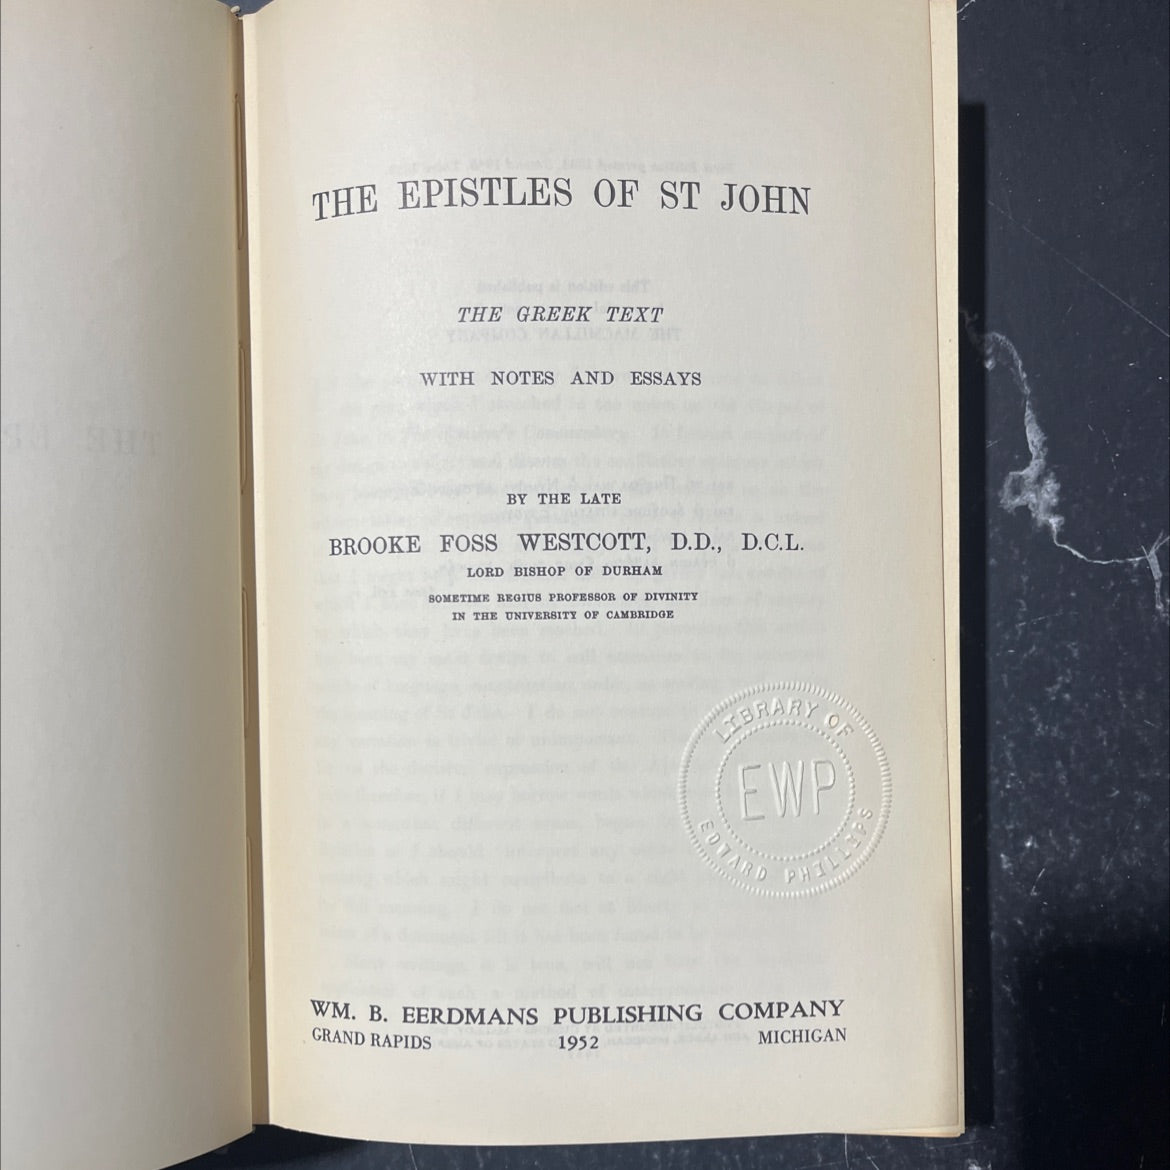 THE EPISTLES OF ST JOHN
THE GREEK TEXT
WITH NOTES AND ESSAYS
BY THE LATE
BROOKE FOSS WESTCOTT, D.D., D.C.L.
LORD BISHOP OF DURHAM
SOMETIME REGIUS PROFESSOR OF DIVINITY
IN THE UNIVERSITY OF CAMBRIDGE
LIBRARY OF
EWP
EDWARD PHILLIPS
WM. B. EERDMANS PUBLISHING COMPANY
GRAND RAPIDS 1952 MICHIGAN